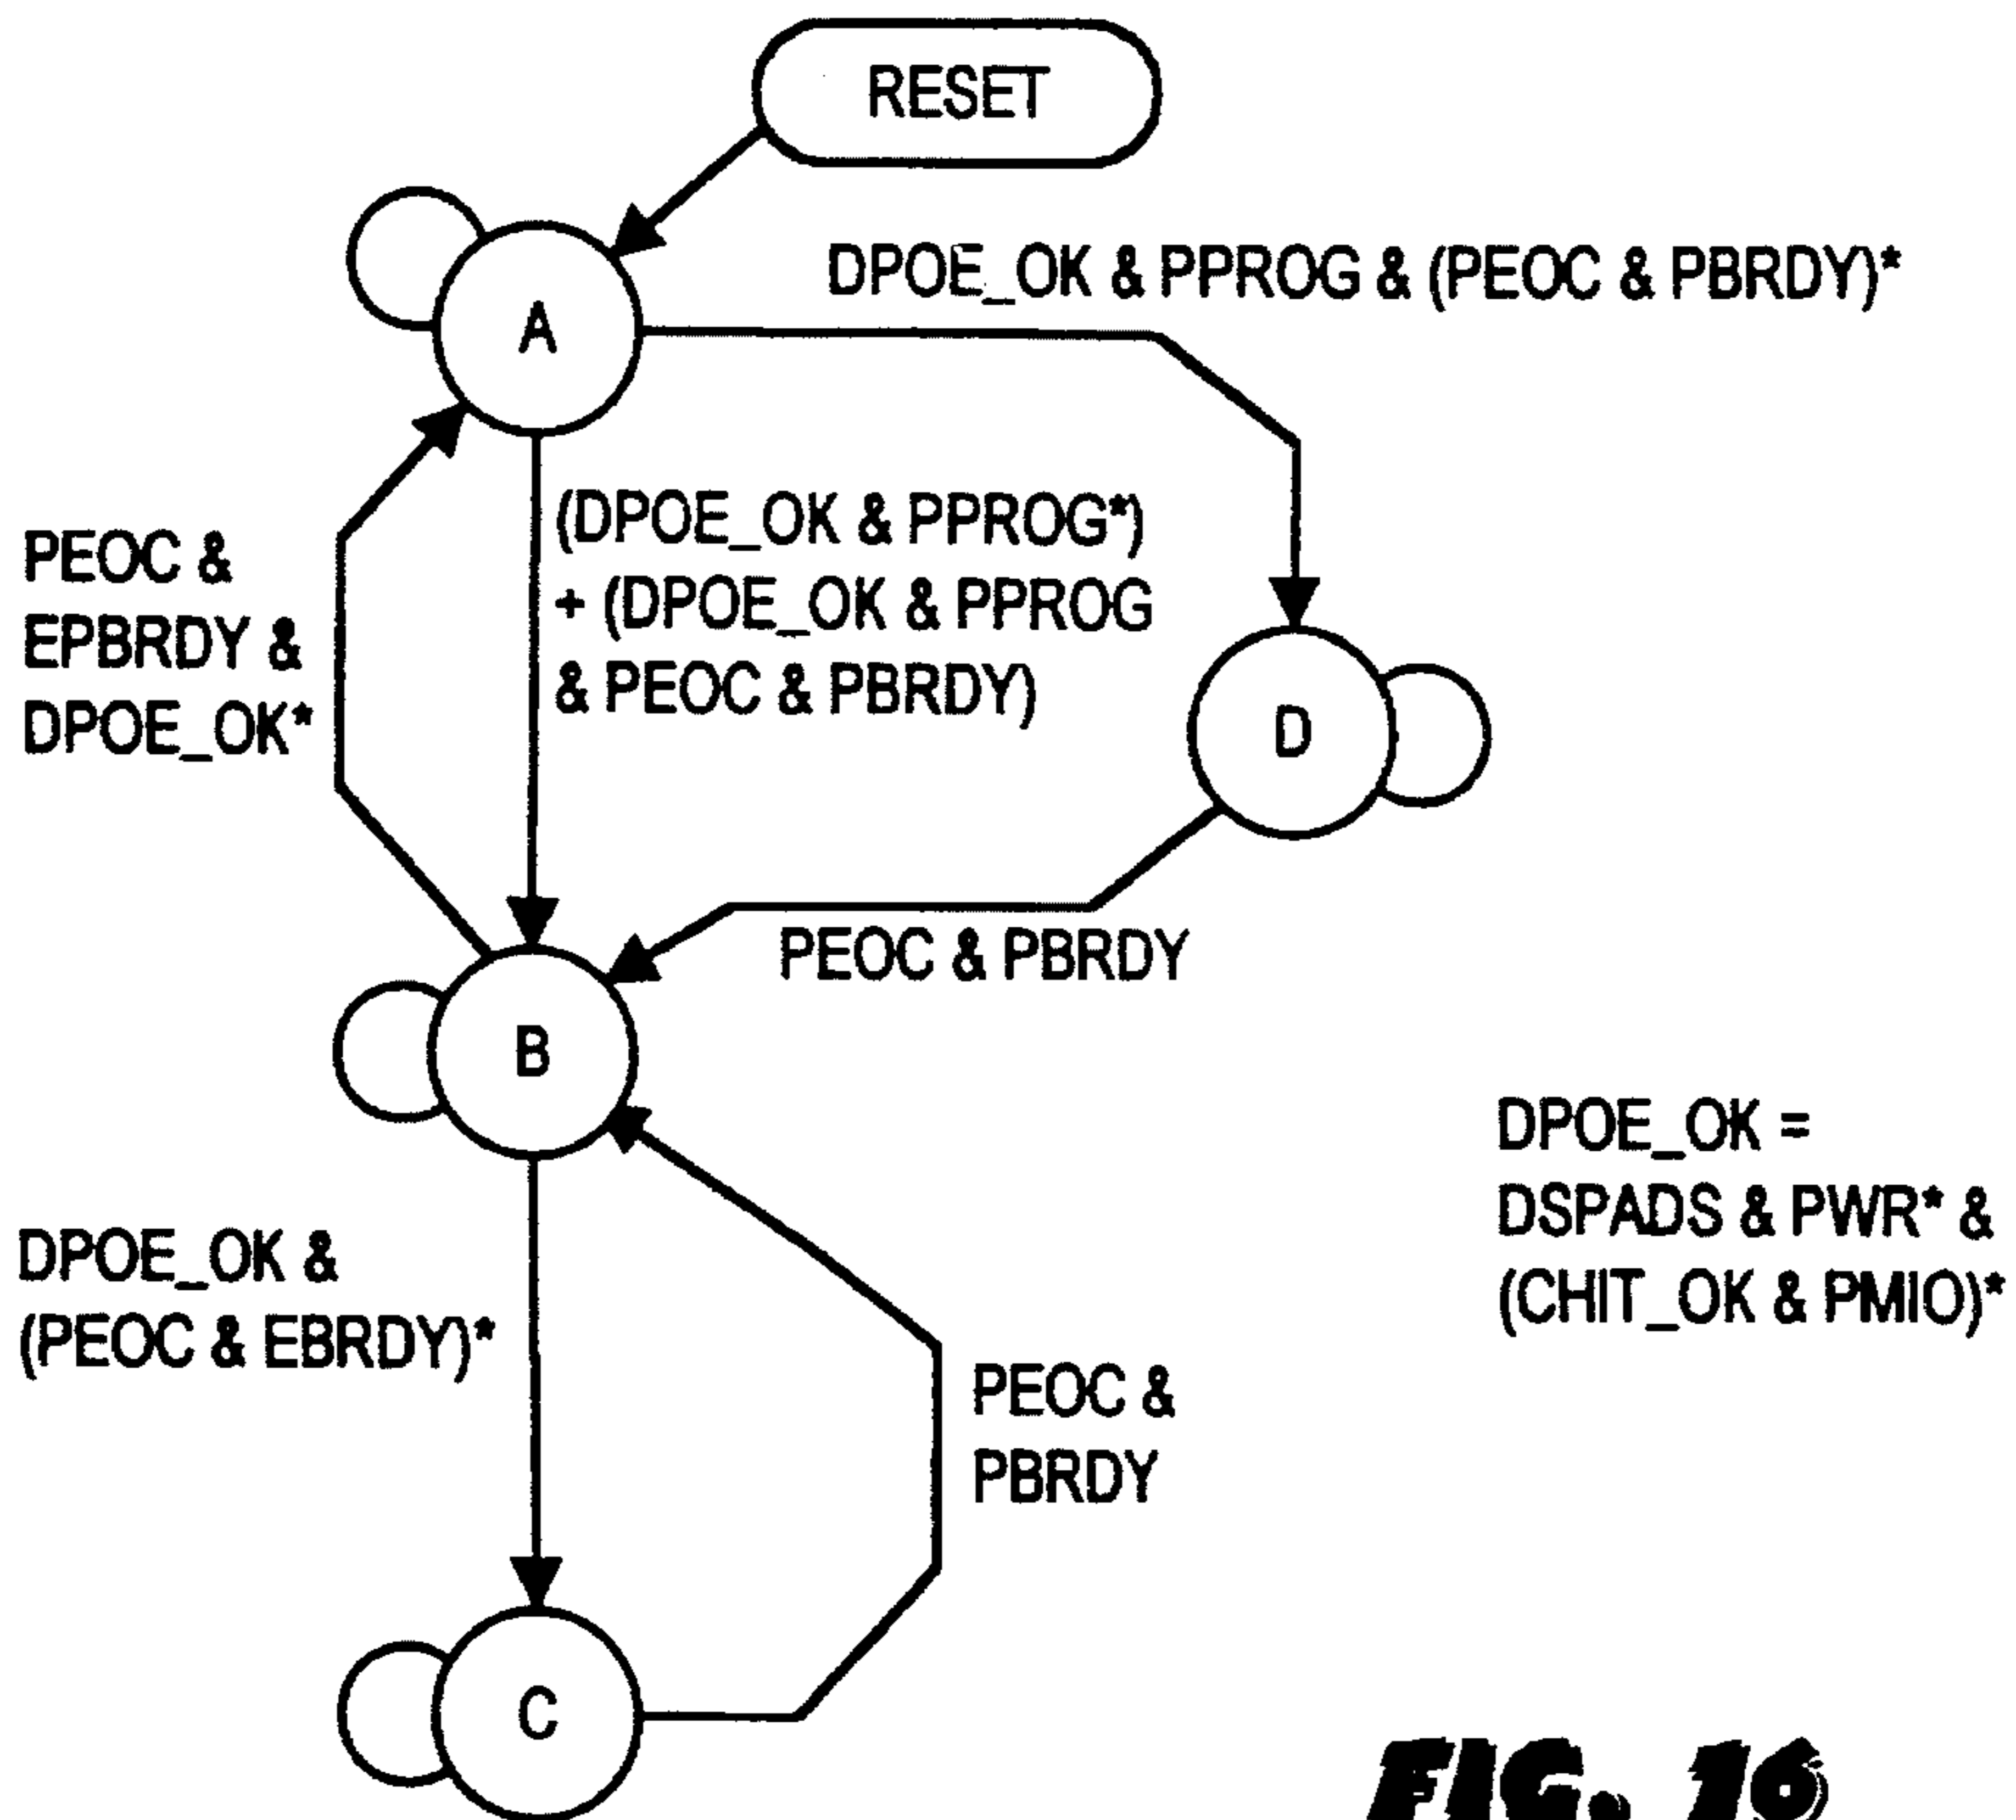 RESET
DPOE_OK & PPROG & (PEOC & PBRDY)*
A
(DPOE_OK & PPROG*)
+ (DPOE_OK & PPROG
& PEOC & PBRDY)
PEOC &
EPBRDY &
DPOE_OK*
D
PEOC & PBRDY
B
DPOE_OK =
DSPADS & PWR* &
(CHIT_OK & PMIO)*
DPOE_OK &
(PEOC & EBRDY)*
PEOC &
PBRDY
C
FIG. 16